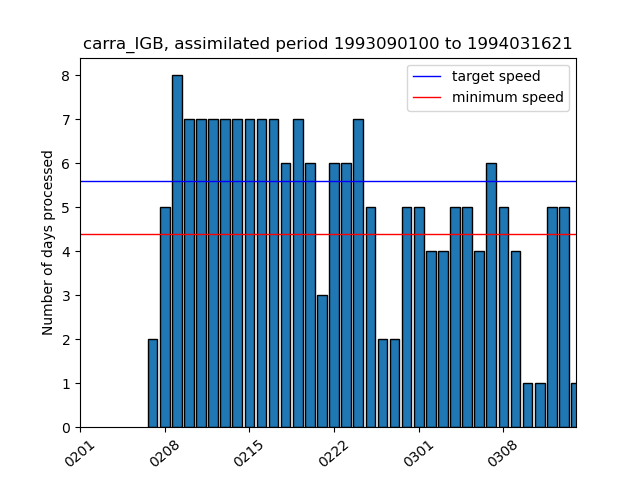 carra_IGB, assimilated period 1993090100 to 1994031621
target speed
minimum speed
Number of days processed
8
7
6
5
4
3
2
1
0
0201 0208 0215 0222 0301 0308